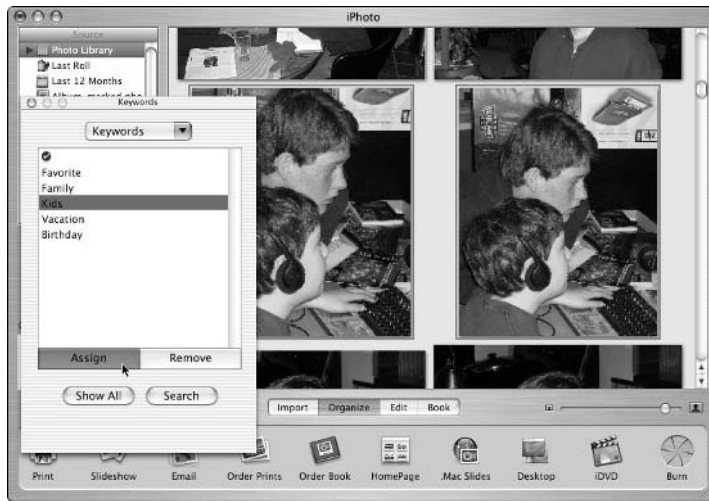 iPhoto
Source
Photo Library
Last Roll
Last 12 Months
Keywords
Keywords
Favorite
Family
Kids
Vacation
Birthday
Assign
Remove
Show All
Search
Import
Organize
Edit
Book
Print
Slideshow
Email
Order Prints
Order Book
HomePage
.Mac Slides
Desktop
iDVD
Burn